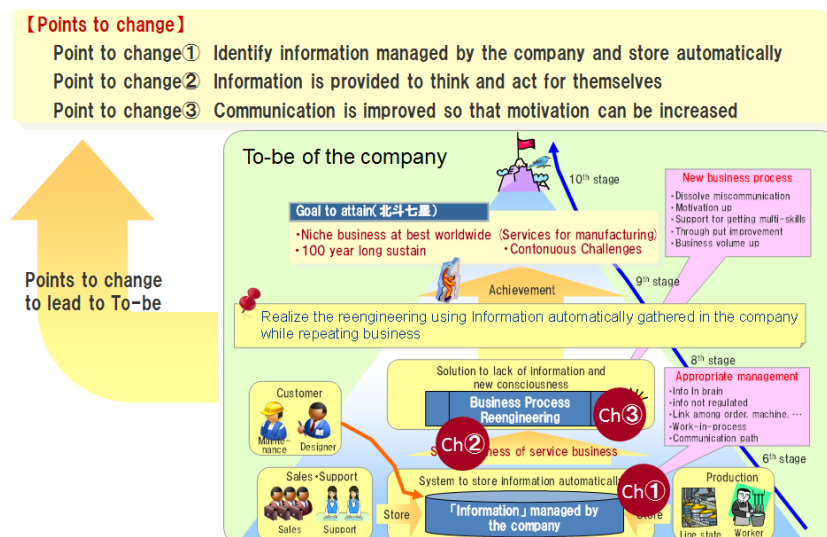 【Points to change】
Point to change① Identify information managed by the company and store automatically
Point to change② Information is provided to think and act for themselves
Point to change③ Communication is improved so that motivation can be increased
To-be of the company
10th stage
New business process
・Dissolve miscommunication
・Motivation up
・Support for getting multi-skills
・Through put improvement
・Business volume up
Goal to attain(北斗七星)
・Niche business at best worldwide (Services for manufacturing)
・100 year long sustain
・Contonuous Challenges
Points to change
to lead to To-be
9th stage
Achievement
Realize the reengineering using Information automatically gathered in the company
while repeating business
8th stage
Solution to lack of information and
new consciousness
Business Process
Reengineering
Ch③
Appropriate management
・Info In brain
・info not regulated
・Link among order, machine, …
・Work-in-process
・Communication path
Customer
Mainte-
nance
Designer
Ch②
of service business
6th stage
Sales・Support
Sales
Support
System to store information automatically
Ch①
Store
「Information」 managed by
the company
Store
Production
Line state
Worker